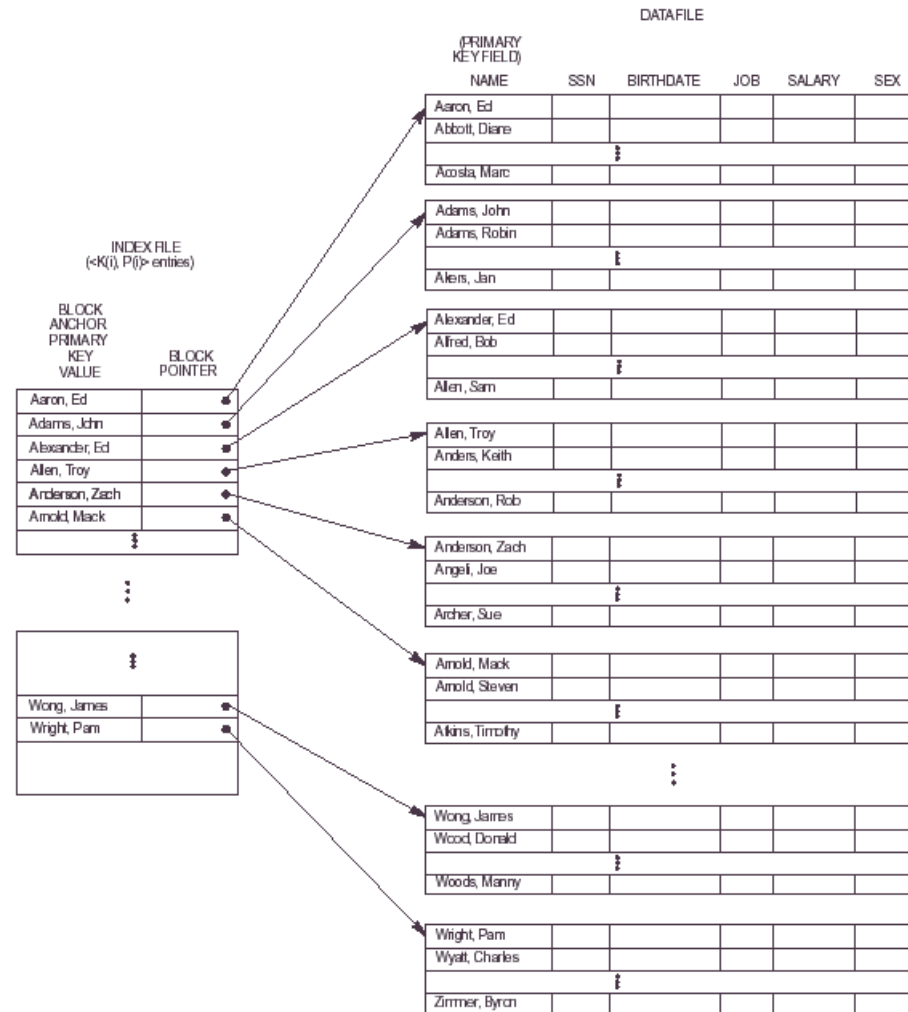 DATA FILE
(PRIMARY
KEY FIELD)
NAME SSN BIRTHDATE JOB SALARY SEX
Aaron, Ed
Abbott, Diane
Acosta, Marc
Adams, John
Adams, Robin
Akers, Jan
Alexander, Ed
Alfred, Bob
Allen, Sam
Allen, Troy
Anders, Keith
Anderson, Rob
Anderson, Zach
Angeli, Joe
Archer, Sue
Arnold, Mack
Arnold, Steven
Atkins, Timothy
Wong, James
Wood, Donald
Woods, Manny
Wright, Pam
Wyatt, Charles
Zimmer, Byron
INDEX FILE
(<K(i), P(i)> entries)
BLOCK
ANCHOR
PRIMARY
KEY
VALUE
BLOCK
POINTER
Aaron, Ed
Adams, John
Alexander, Ed
Allen, Troy
Anderson, Zach
Arnold, Mack
Wong, James
Wright, Pam